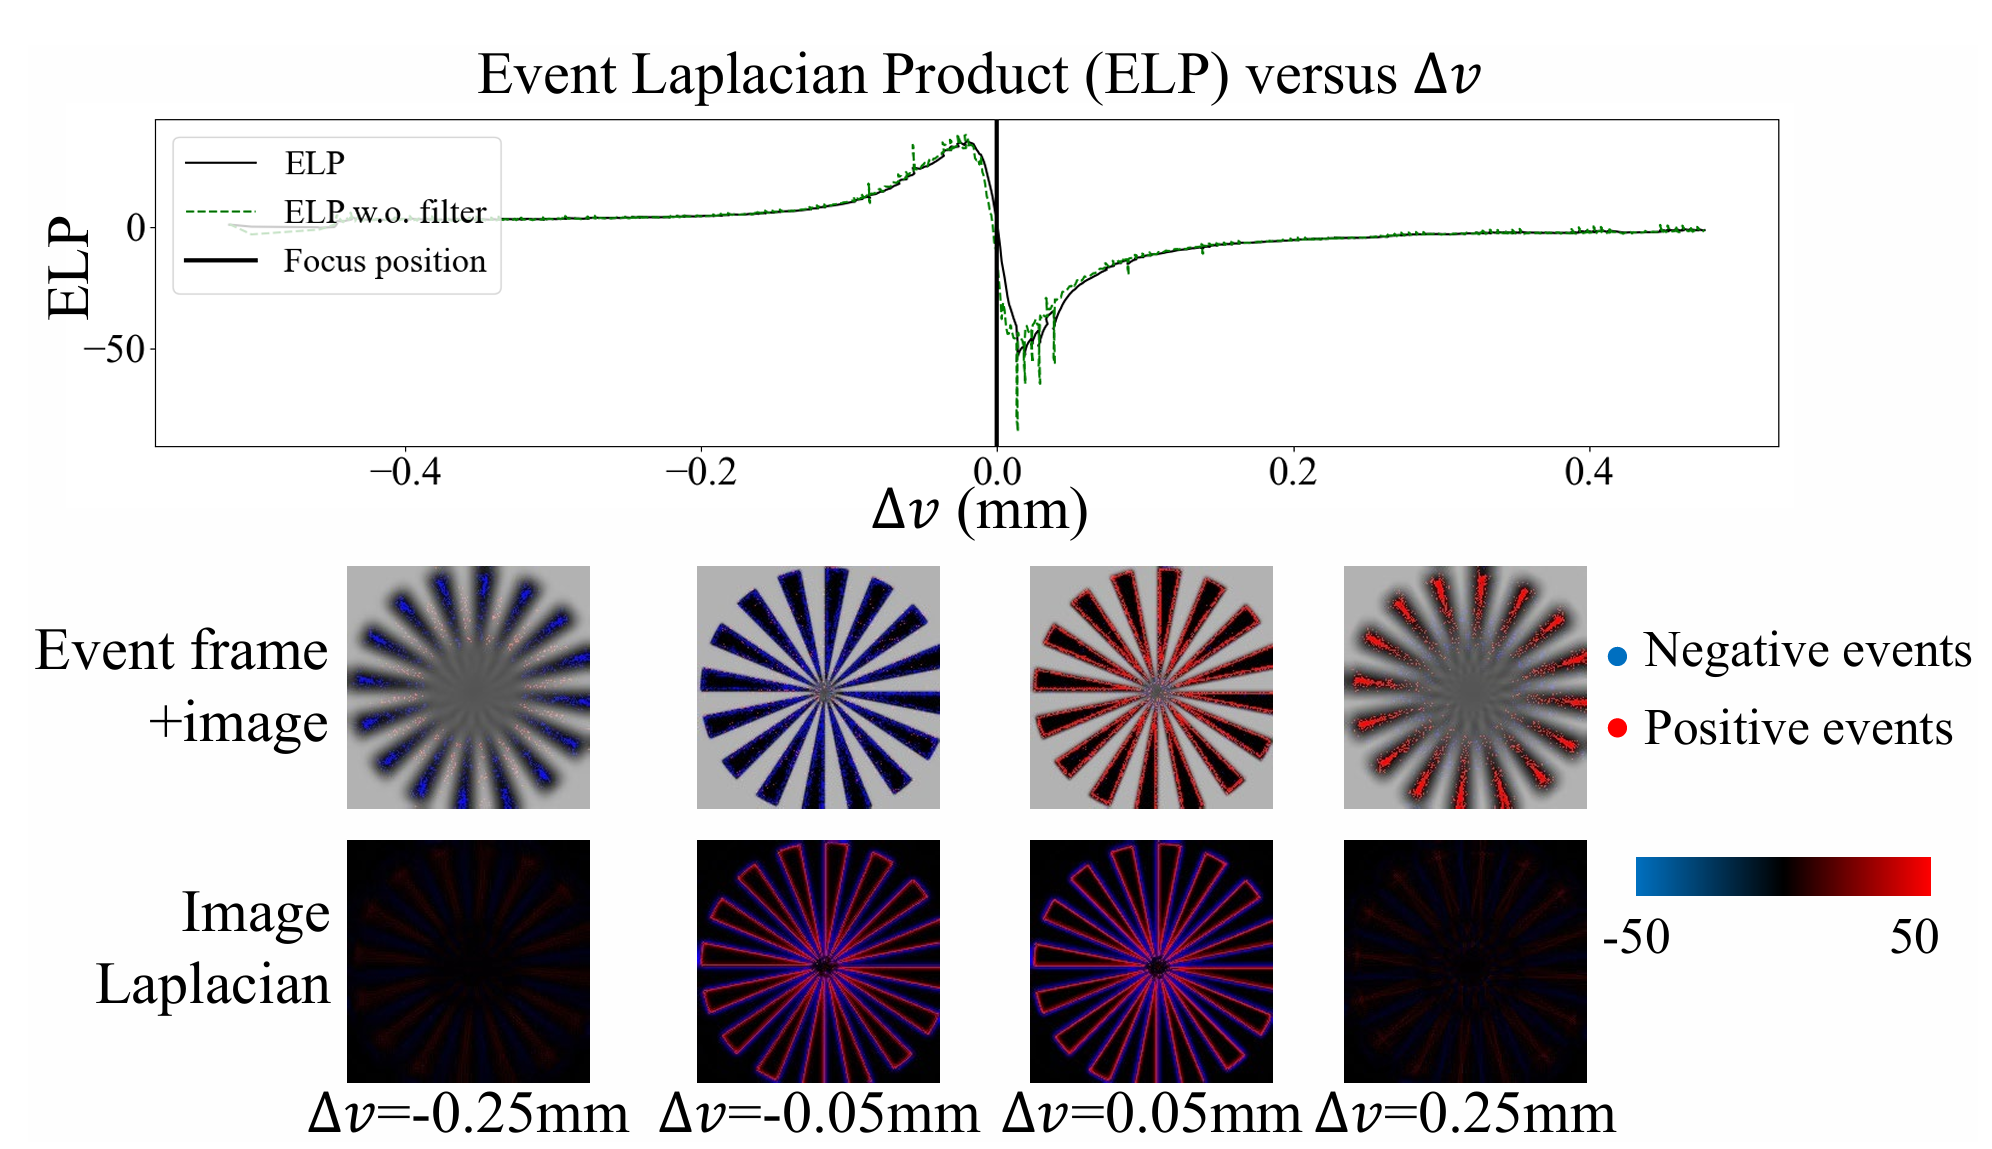 Event Laplacian Product (ELP) versus Δ𝑣
ELP
ELP w.o. filter
Focus position
ELP
0
−50
−0.4
−0.2
0.0
0.2
0.4
Δ𝑣 (mm)
Event frame
+image
Negative events
Positive events
Image
Laplacian
-50
50
Δ𝑣=-0.25mm
Δ𝑣=-0.05mm
Δ𝑣=0.05mm
Δ𝑣=0.25mm